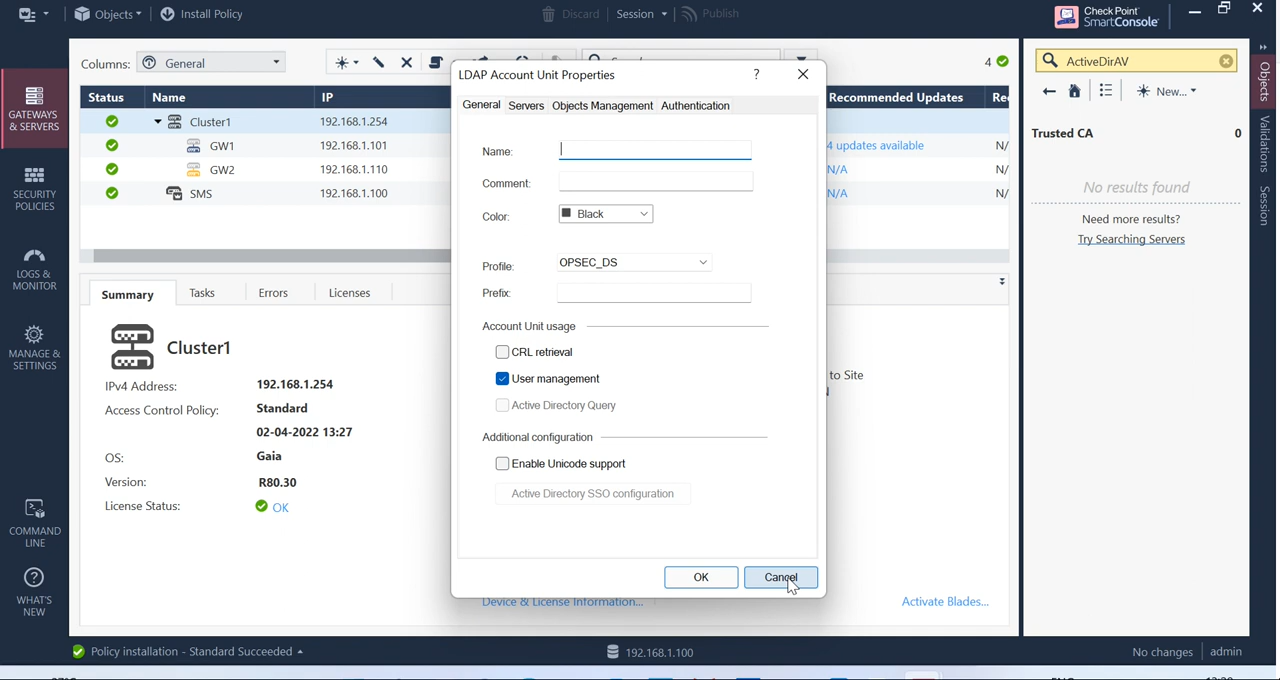 Objects
Install Policy
Discard
Session
Publish
Check Point
SmartConsole
Columns:
General
4
Status
Name
IP
Recommended Updates
Cluster1
192.168.1.254
GW1
192.168.1.101
4 updates available
N/
GW2
192.168.1.110
N/A
N/
SMS
192.168.1.100
N/A
N/
GATEWAYS
& SERVERS
SECURITY
POLICIES
LOGS &
MONITOR
MANAGE &
SETTINGS
COMMAND
LINE
WHAT'S
NEW
Summary
Tasks
Errors
Licenses
Cluster1
IPv4 Address:
192.168.1.254
Access Control Policy:
Standard
02-04-2022 13:27
OS:
Gaia
Version:
R80.30
License Status:
OK
to Site
Device & License Information...
Activate Blades...
LDAP Account Unit Properties
?
General
Servers
Objects Management
Authentication
Name:
Comment:
Color:
Black
Profile:
OPSEC_DS
Prefix:
Account Unit usage
CRL retrieval
User management
Active Directory Query
Additional configuration
Enable Unicode support
Active Directory SSO configuration
OK
Cancel
ActiveDirAV
New...
Trusted CA
0
No results found
Need more results?
Try Searching Servers
Objects
Validations
Session
Policy installation - Standard Succeeded
192.168.1.100
No changes
admin